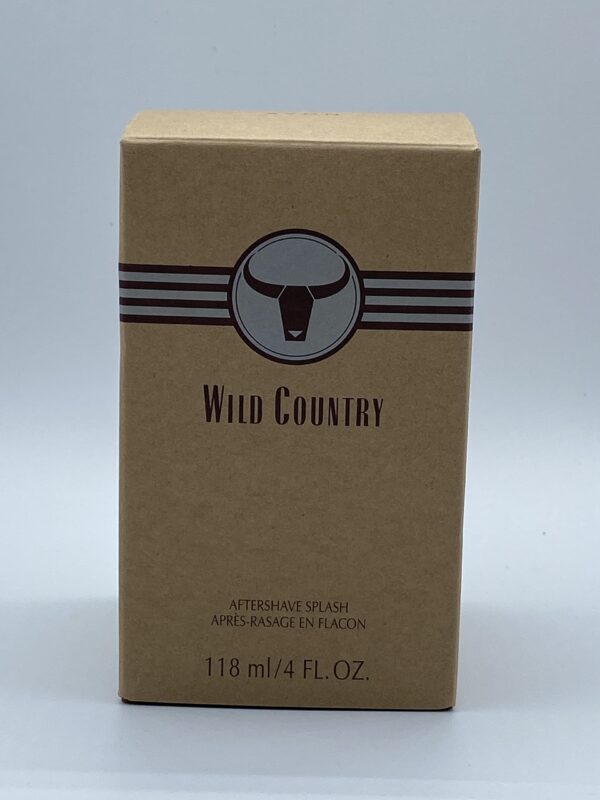 WILD COUNTRY
AFTERSHAVE SPLASH
APRÈS-RASAGE EN FLACON
118 ml/4 FL.OZ.